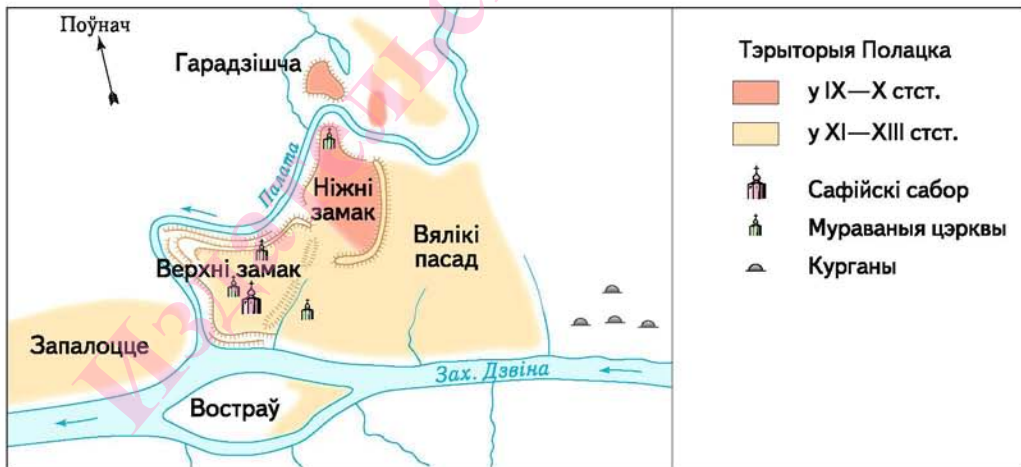 Поўнач
Гарадзішча
Палата
Ніжні
замак
Вялікі
пасад
Верхні замак
Запалоцце
Зах. Дзвіна
Востраў
Тэрыторыя Полацка
у IX—X стст.
у XI—XIII стст.
Сафійскі сабор
Мураваныя цэрквы
Курганы